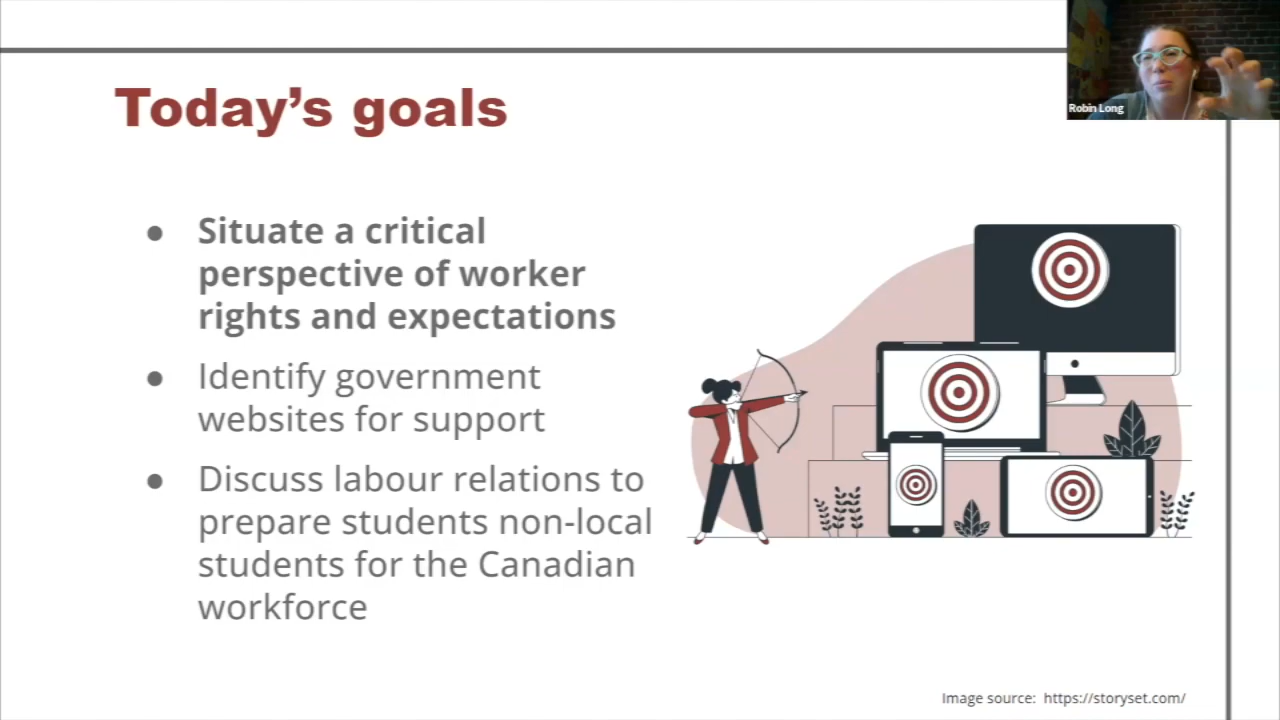 Today's goals
● Situate a critical
perspective of worker
rights and expectations
● Identify government
websites for support
● Discuss labour relations to
prepare students non-local
students for the Canadian
workforce
Image source: https://storyset.com/
Robin Long